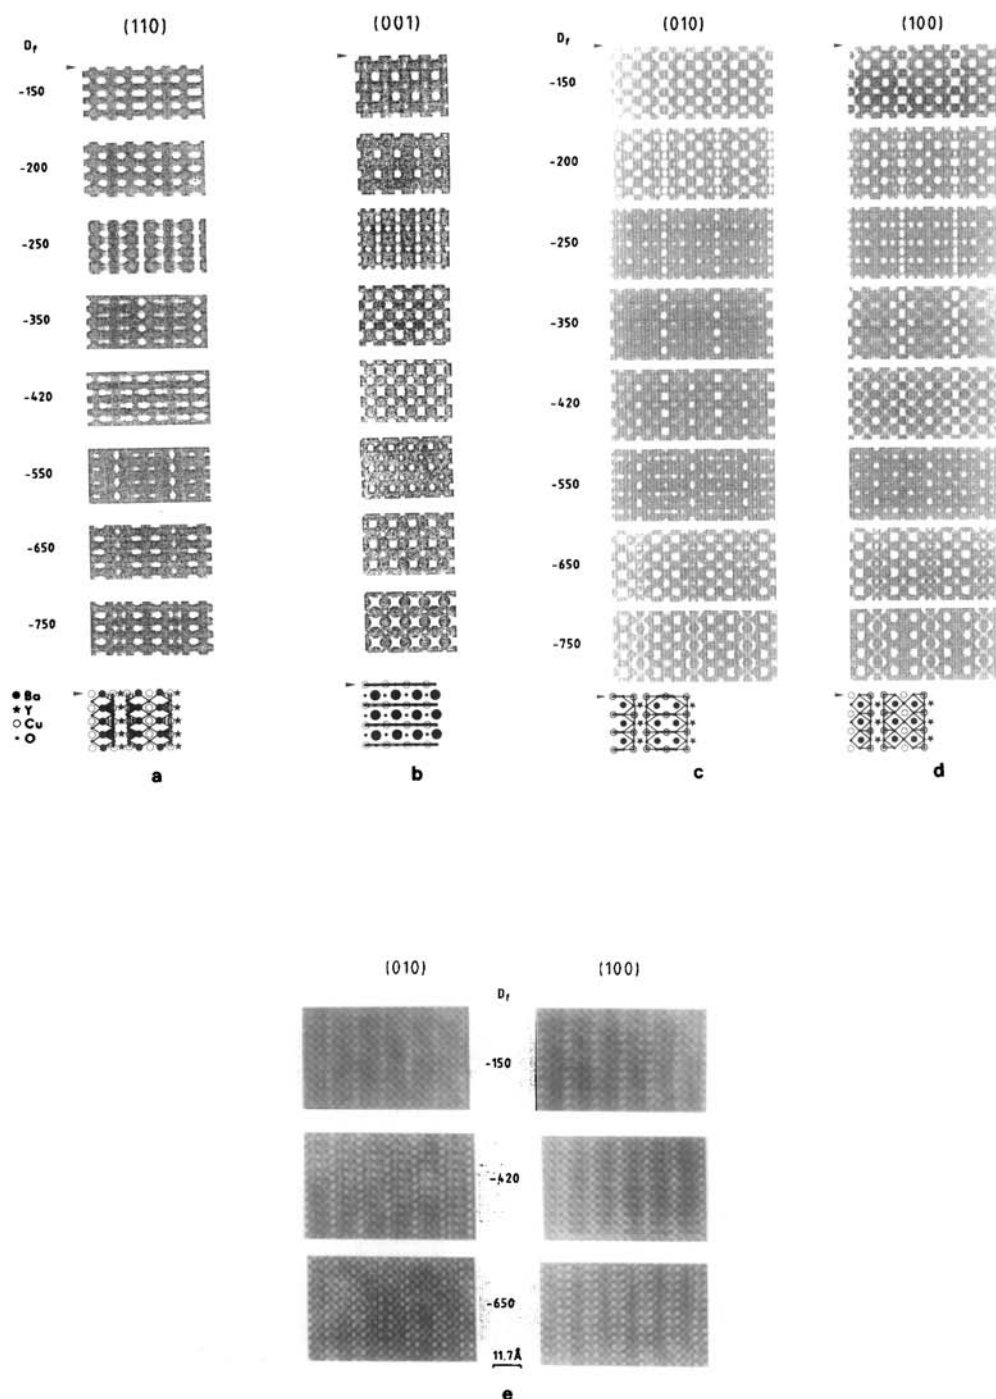 (110) (001) (010) (100)
Df Df
-150 -150
-200 -200
-250 -250
-350 -350
-420 -420
-550 -550
-650 -650
-750 -750
● Ba
★ Y
○ Cu
• O
a b c d
(010) (100)
Df
-150
-420
-650
11,7Å
e